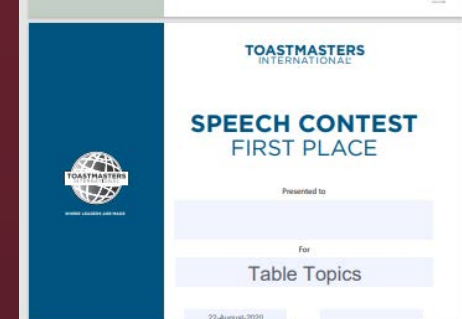 TOASTMASTERS
INTERNATIONAL
SPEECH CONTEST
FIRST PLACE
TOASTMASTERS
INTERNATIONAL
WHERE LEADERS ARE MADE
Presented to
For
Table Topics
22-August-2020